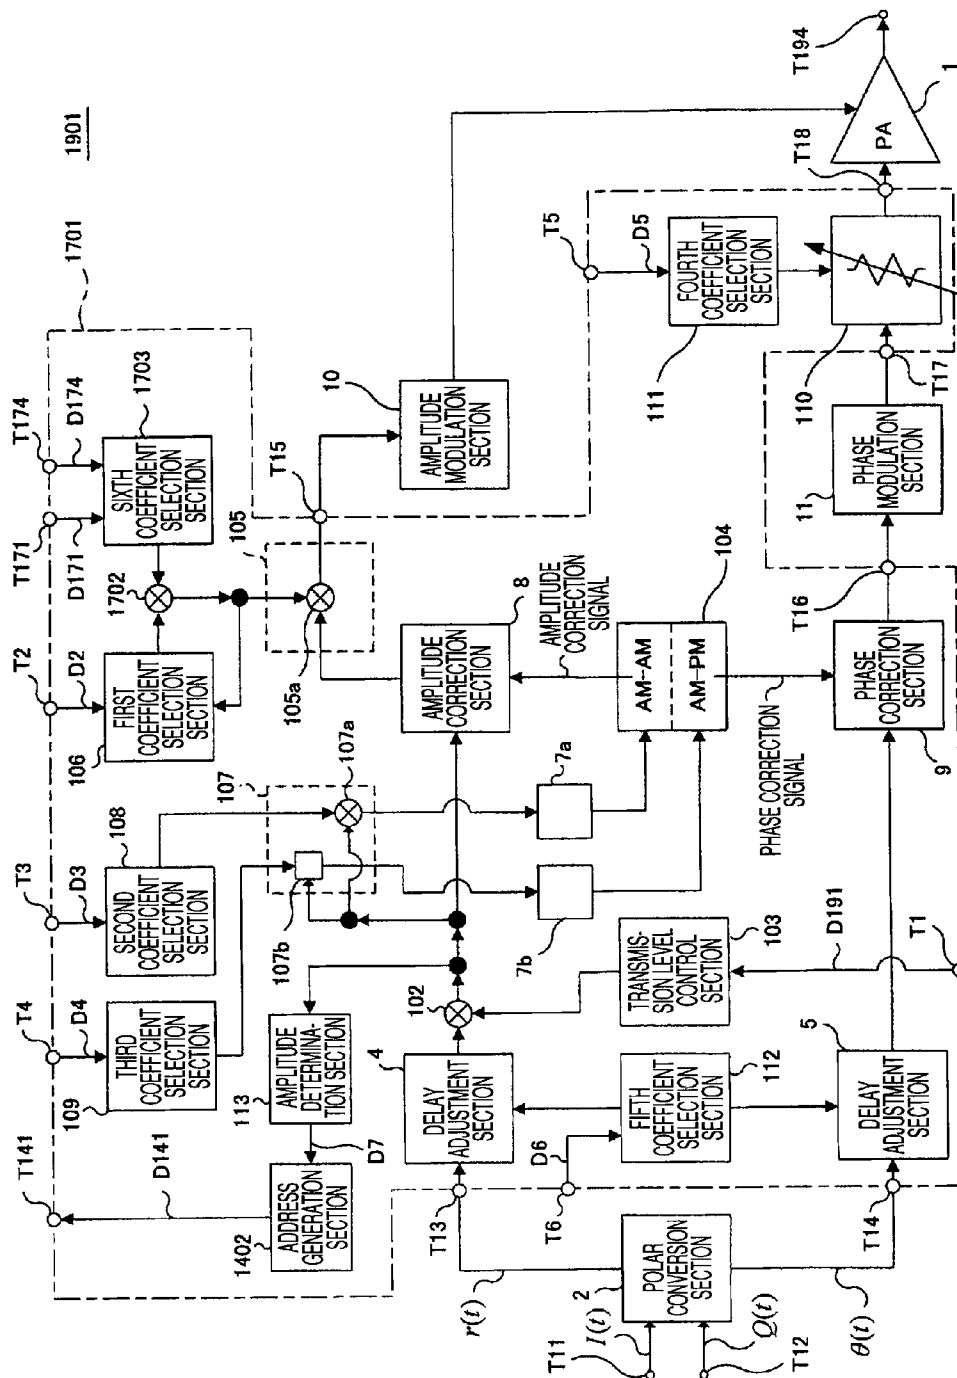 1901
1701
T141
D141
T4
D4
T3
D3
T2
D2
T171
D171
T174
D174
ADDRESS
GENERATION
SECTION
1402
D7
AMPLITUDE
DETERMINA-
TION SECTION
113
THIRD
COEFFICIENT
SELECTION
SECTION
109
SECOND
COEFFICIENT
SELECTION
SECTION
108
FIRST
COEFFICIENT
SELECTION
SECTION
106
1702
SIXTH
COEFFICIENT
SELECTION
SECTION
1703
107
107a
107b
105
105a
T15
T13
DELAY
ADJUSTMENT
SECTION
4
102
AMPLITUDE CORRECTION
SECTION
8
AMPLITUDE
MODULATION
SECTION
10
7a
7b
AMPLITUDE
CORRECTION
SIGNAL
AM-AM
AM-PM
104
PHASE CORRECTION
SIGNAL
T11
I(t)
T12
Q(t)
POLAR
CONVERSION
SECTION
2
r(t)
θ(t)
T6
D6
FIFTH
COEFFICIENT
SELECTION
SECTION
112
TRANSMIS-
SION LEVEL
CONTROL
SECTION
103
D191
T1
T14
DELAY
ADJUSTMENT
SECTION
5
PHASE
CORRECTION
SECTION
9
T16
PHASE
MODULATION
SECTION
11
T17
110
T5
D5
FOURTH
COEFFICIENT
SELECTION
SECTION
111
T18
PA
1
T194